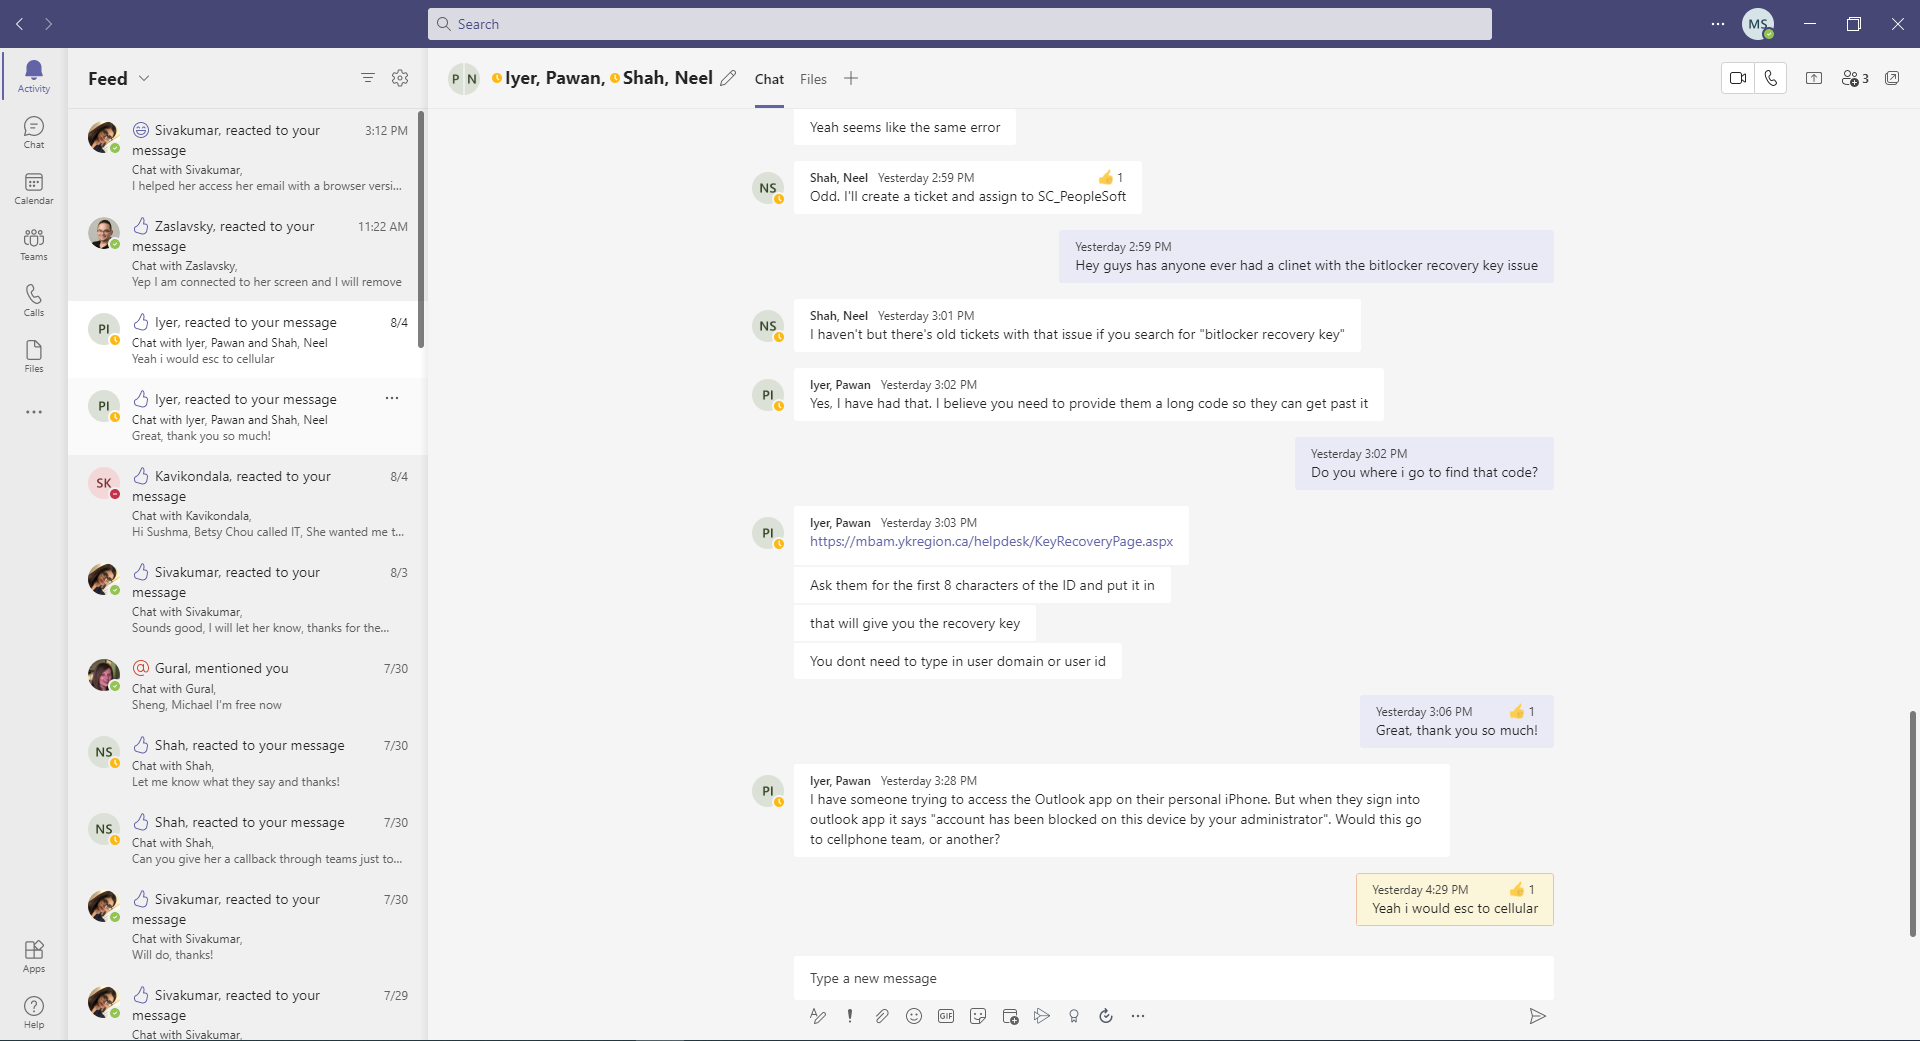 Search
MS
Activity
Chat
Calendar
Teams
Calls
Files
Apps
Help
Feed
Sivakumar, reacted to your
message
3:12 PM
Chat with Sivakumar,
I helped her access her email with a browser versi...
Zaslavsky, reacted to your
message
11:22 AM
Chat with Zaslavsky,
Yep I am connected to her screen and I will remove
PI
Iyer, reacted to your message
8/4
Chat with Iyer, Pawan and Shah, Neel
Yeah i would esc to cellular
PI
Iyer, reacted to your message
Chat with Iyer, Pawan and Shah, Neel
Great, thank you so much!
SK
Kavikondala, reacted to your
message
8/4
Chat with Kavikondala,
Hi Sushma, Betsy Chou called IT, She wanted me t...
Sivakumar, reacted to your
message
8/3
Chat with Sivakumar,
Sounds good, I will let her know, thanks for the...
@ Gural, mentioned you
7/30
Chat with Gural,
Sheng, Michael I'm free now
NS
Shah, reacted to your message
7/30
Chat with Shah,
Let me know what they say and thanks!
NS
Shah, reacted to your message
7/30
Chat with Shah,
Can you give her a callback through teams just to...
Sivakumar, reacted to your
message
7/30
Chat with Sivakumar,
Will do, thanks!
Sivakumar, reacted to your
message
7/29
Chat with Sivakumar,
P N
Iyer, Pawan, Shah, Neel
Chat
Files
3
Yeah seems like the same error
NS
Shah, Neel Yesterday 2:59 PM 1
Odd. I'll create a ticket and assign to SC_PeopleSoft
Yesterday 2:59 PM
Hey guys has anyone ever had a clinet with the bitlocker recovery key issue
NS
Shah, Neel Yesterday 3:01 PM
I haven't but there's old tickets with that issue if you search for "bitlocker recovery key"
PI
Iyer, Pawan Yesterday 3:02 PM
Yes, I have had that. I believe you need to provide them a long code so they can get past it
Yesterday 3:02 PM
Do you where i go to find that code?
PI
Iyer, Pawan Yesterday 3:03 PM
https://mbam.ykregion.ca/helpdesk/KeyRecoveryPage.aspx
Ask them for the first 8 characters of the ID and put it in
that will give you the recovery key
You dont need to type in user domain or user id
Yesterday 3:06 PM 1
Great, thank you so much!
PI
Iyer, Pawan Yesterday 3:28 PM
I have someone trying to access the Outlook app on their personal iPhone. But when they sign into
outlook app it says "account has been blocked on this device by your administrator". Would this go
to cellphone team, or another?
Yesterday 4:29 PM 1
Yeah i would esc to cellular
Type a new message
GIF